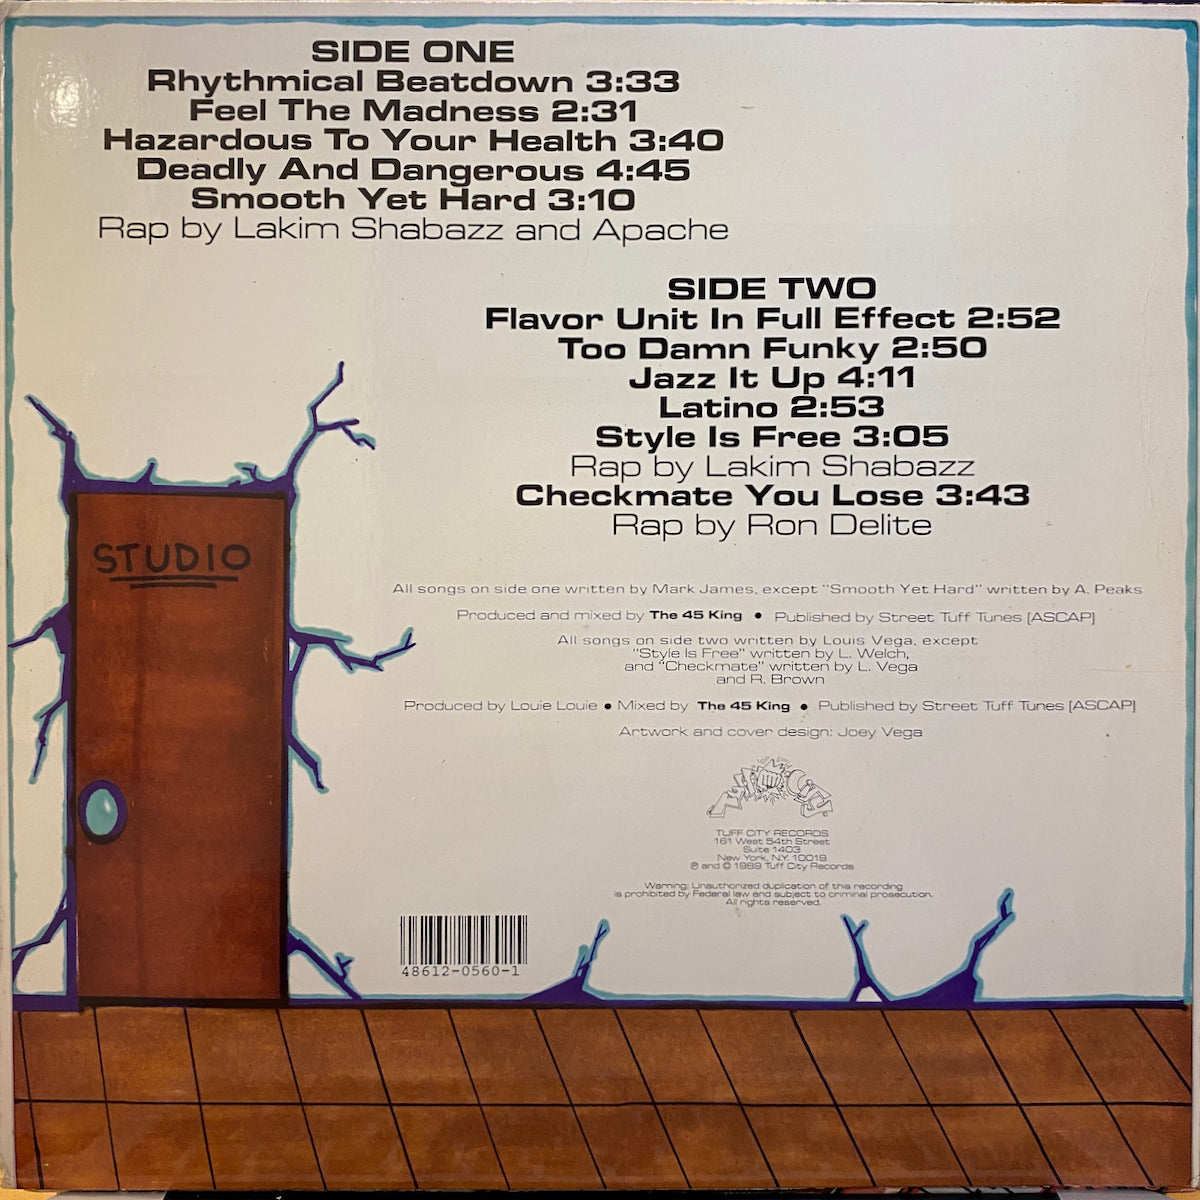 SIDE ONE
Rhythmical Beatdown 3:33
Feel The Madness 2:31
Hazardous To Your Health 3:40
Deadly And Dangerous 4:45
Smooth Yet Hard 3:10
Rap by Lakim Shabazz and Apache
SIDE TWO
Flavor Unit In Full Effect 2:52
Too Damn Funky 2:50
Jazz It Up 4:11
Latino 2:53
Style Is Free 3:05
Rap by Lakim Shabazz
Checkmate You Lose 3:43
Rap by Ron Delite
STUDIO
All songs on side one written by Mark James, except "Smooth Yet Hard" written by A. Peaks
Produced and mixed by The 45 King • Published by Street Tuff Tunes [ASCAP]
All songs on side two written by Louis Vega, except
"Style Is Free" written by L. Welch,
and "Checkmate" written by L. Vega
and R. Brown
Produced by Louie Louie • Mixed by The 45 King • Published by Street Tuff Tunes [ASCAP]
Artwork and cover design: Joey Vega
TUFF CITY
TUFF CITY RECORDS
161 West 54th Street
Suite 1403
New York, N.Y. 10019
℗ and © 1989 Tuff City Records
Warning: Unauthorized duplication of this recording
is prohibited by Federal law and subject to criminal prosecution.
All rights reserved.
48612-0560-1